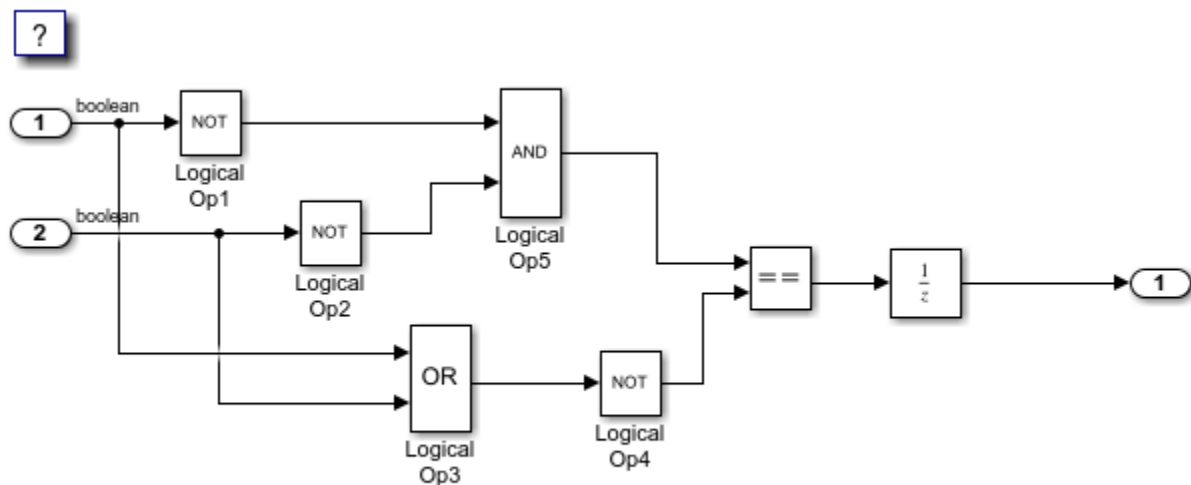 ?
boolean
1
NOT
Logical
Op1
AND
Logical
Op5
boolean
2
NOT
Logical
Op2
==
1
z
1
OR
Logical
Op3
NOT
Logical
Op4